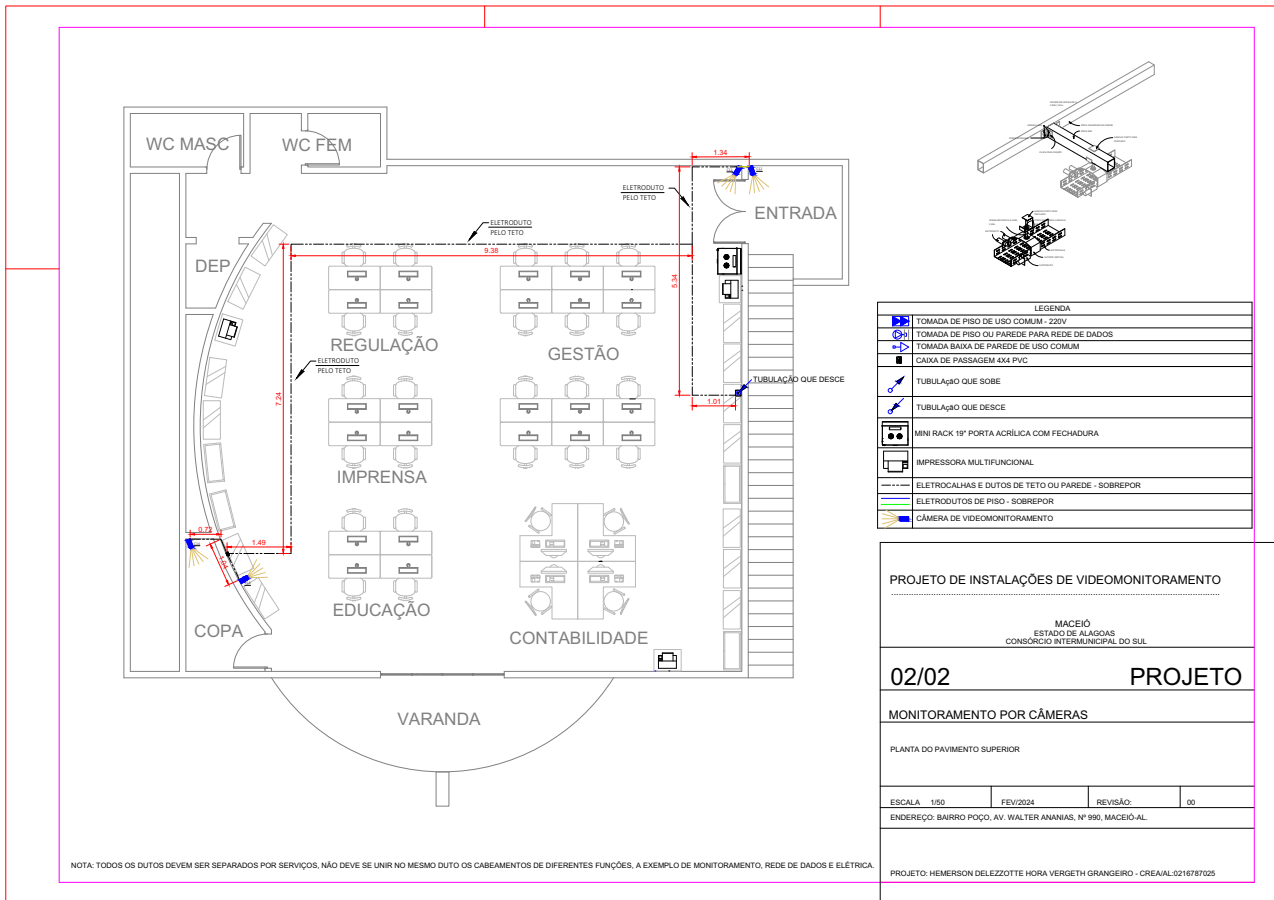 WC MASC
WC FEM
1.34
ELETRODUTO
PELO TETO
ENTRADA
ELETRODUTO
PELO TETO
9.38
DEP
5.34
REGULAÇÃO
GESTÃO
ELETRODUTO
PELO TETO
7.24
TUBULAÇÃO QUE DESCE
1.01
IMPRENSA
0.72
1.49
1.04
EDUCAÇÃO
COPA
CONTABILIDADE
VARANDA
LEGENDA
TOMADA DE PISO DE USO COMUM - 220V
TOMADA DE PISO OU PAREDE PARA REDE DE DADOS
TOMADA BAIXA DE PAREDE DE USO COMUM
CAIXA DE PASSAGEM 4X4 PVC
TUBULAçãO QUE SOBE
TUBULAçãO QUE DESCE
MINI RACK 19" PORTA ACRÍLICA COM FECHADURA
IMPRESSORA MULTIFUNCIONAL
ELETROCALHAS E DUTOS DE TETO OU PAREDE - SOBREPOR
ELETRODUTOS DE PISO - SOBREPOR
CÂMERA DE VIDEOMONITORAMENTO
PROJETO DE INSTALAÇÕES DE VIDEOMONITORAMENTO
MACEIÓ
ESTADO DE ALAGOAS
CONSÓRCIO INTERMUNICIPAL DO SUL
02/02 PROJETO
MONITORAMENTO POR CÂMERAS
PLANTA DO PAVIMENTO SUPERIOR
ESCALA 1/50 FEV/2024 REVISÃO: 00
ENDEREÇO: BAIRRO POÇO, AV. WALTER ANANIAS, Nº 990, MACEIÓ-AL.
PROJETO: HEMERSON DELEZZOTTE HORA VERGETH GRANGEIRO - CREA/AL:0216787025
NOTA: TODOS OS DUTOS DEVEM SER SEPARADOS POR SERVIÇOS, NÃO DEVE SE UNIR NO MESMO DUTO OS CABEAMENTOS DE DIFERENTES FUNÇÕES, A EXEMPLO DE MONITORAMENTO, REDE DE DADOS E ELÉTRICA.